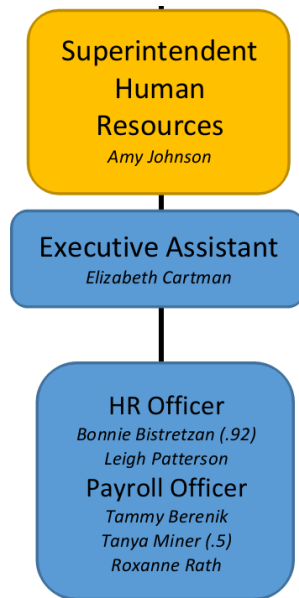 Superintendent
Human
Resources
Amy Johnson
Executive Assistant
Elizabeth Cartman
HR Officer
Bonnie Bistretzan (.92)
Leigh Patterson
Payroll Officer
Tammy Berenik
Tanya Miner (.5)
Roxanne Rath